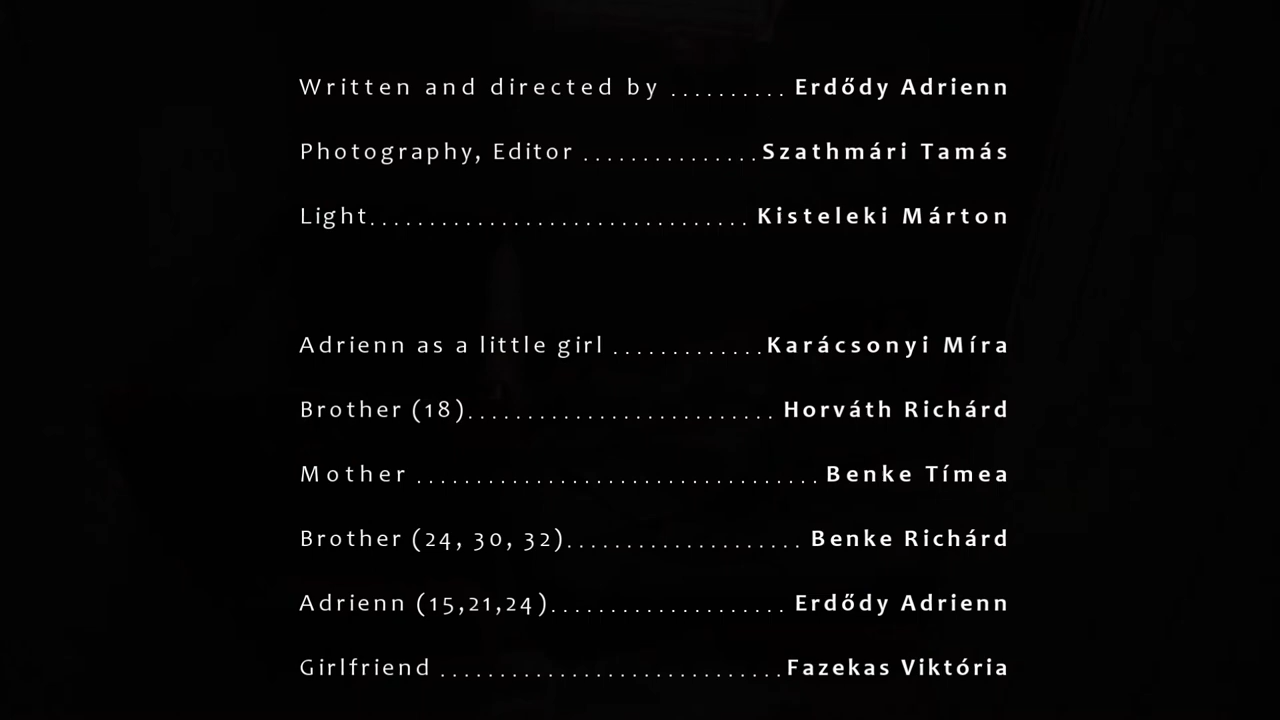 Written and directed by .......... Erdődy Adrienn
Photography, Editor ...............Szathmári Tamás
Light................................ Kisteleki Márton
Adrienn as a little girl .............Karácsonyi Míra
Brother (18).......................... Horváth Richárd
Mother .................................. Benke Tímea
Brother (24, 30, 32).................... Benke Richárd
Adrienn (15,21,24).................... Erdődy Adrienn
Girlfriend .............................Fazekas Viktória